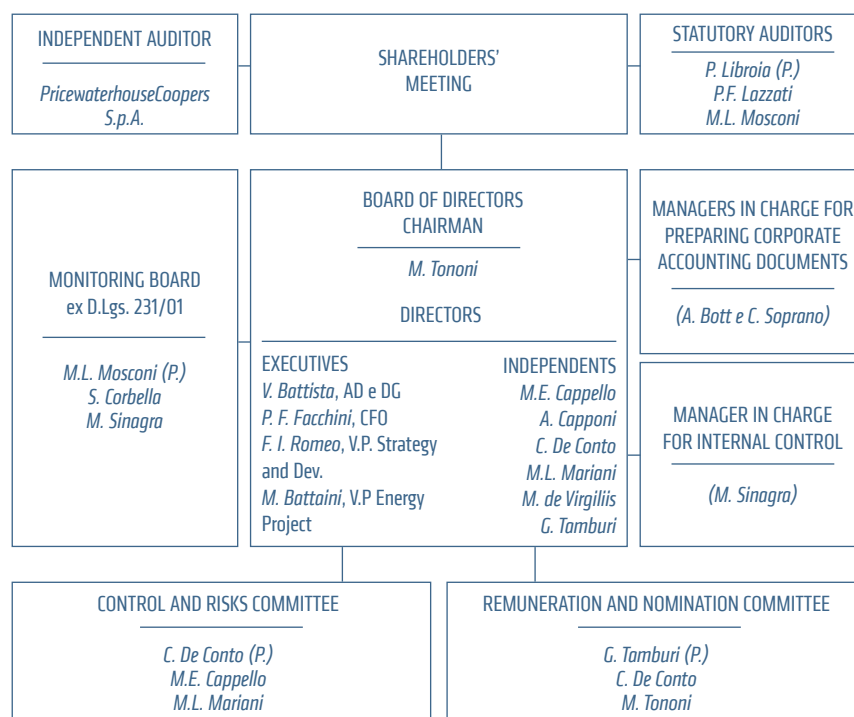 INDEPENDENT AUDITOR
PricewaterhouseCoopers
S.p.A.
SHAREHOLDERS'
MEETING
STATUTORY AUDITORS
P. Libroia (P.)
P.F. Lazzati
M.L. Mosconi
MONITORING BOARD
ex D.Lgs. 231/01
M.L. Mosconi (P.)
S. Corbella
M. Sinagra
BOARD OF DIRECTORS
CHAIRMAN
M. Tononi
DIRECTORS
EXECUTIVES
V. Battista, AD e DG
P. F. Facchini, CFO
F. I. Romeo, V.P. Strategy
and Dev.
M. Battaini, V.P Energy
Project
INDEPENDENTS
M.E. Cappello
A. Capponi
C. De Conto
M.L. Mariani
M. de Virgiliis
G. Tamburi
MANAGERS IN CHARGE FOR
PREPARING CORPORATE
ACCOUNTING DOCUMENTS
(A. Bott e C. Soprano)
MANAGER IN CHARGE
FOR INTERNAL CONTROL
(M. Sinagra)
CONTROL AND RISKS COMMITTEE
C. De Conto (P.)
M.E. Cappello
M.L. Mariani
REMUNERATION AND NOMINATION COMMITTEE
G. Tamburi (P.)
C. De Conto
M. Tononi